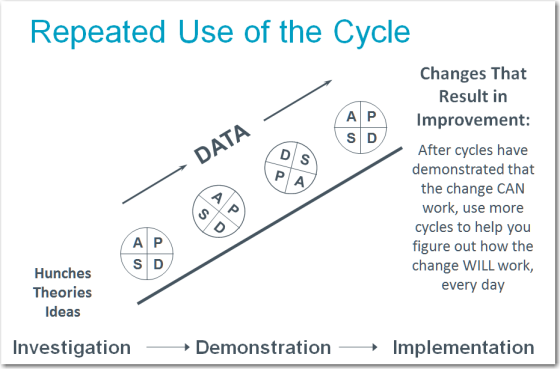 Repeated Use of the Cycle
Changes That
Result in
Improvement:
After cycles have
demonstrated that
the change CAN
work, use more
cycles to help you
figure out how the
change WILL work,
every day
DATA
A P
S D
D S
P A
A P
S D
A P
S D
Hunches
Theories
Ideas
Investigation Demonstration Implementation